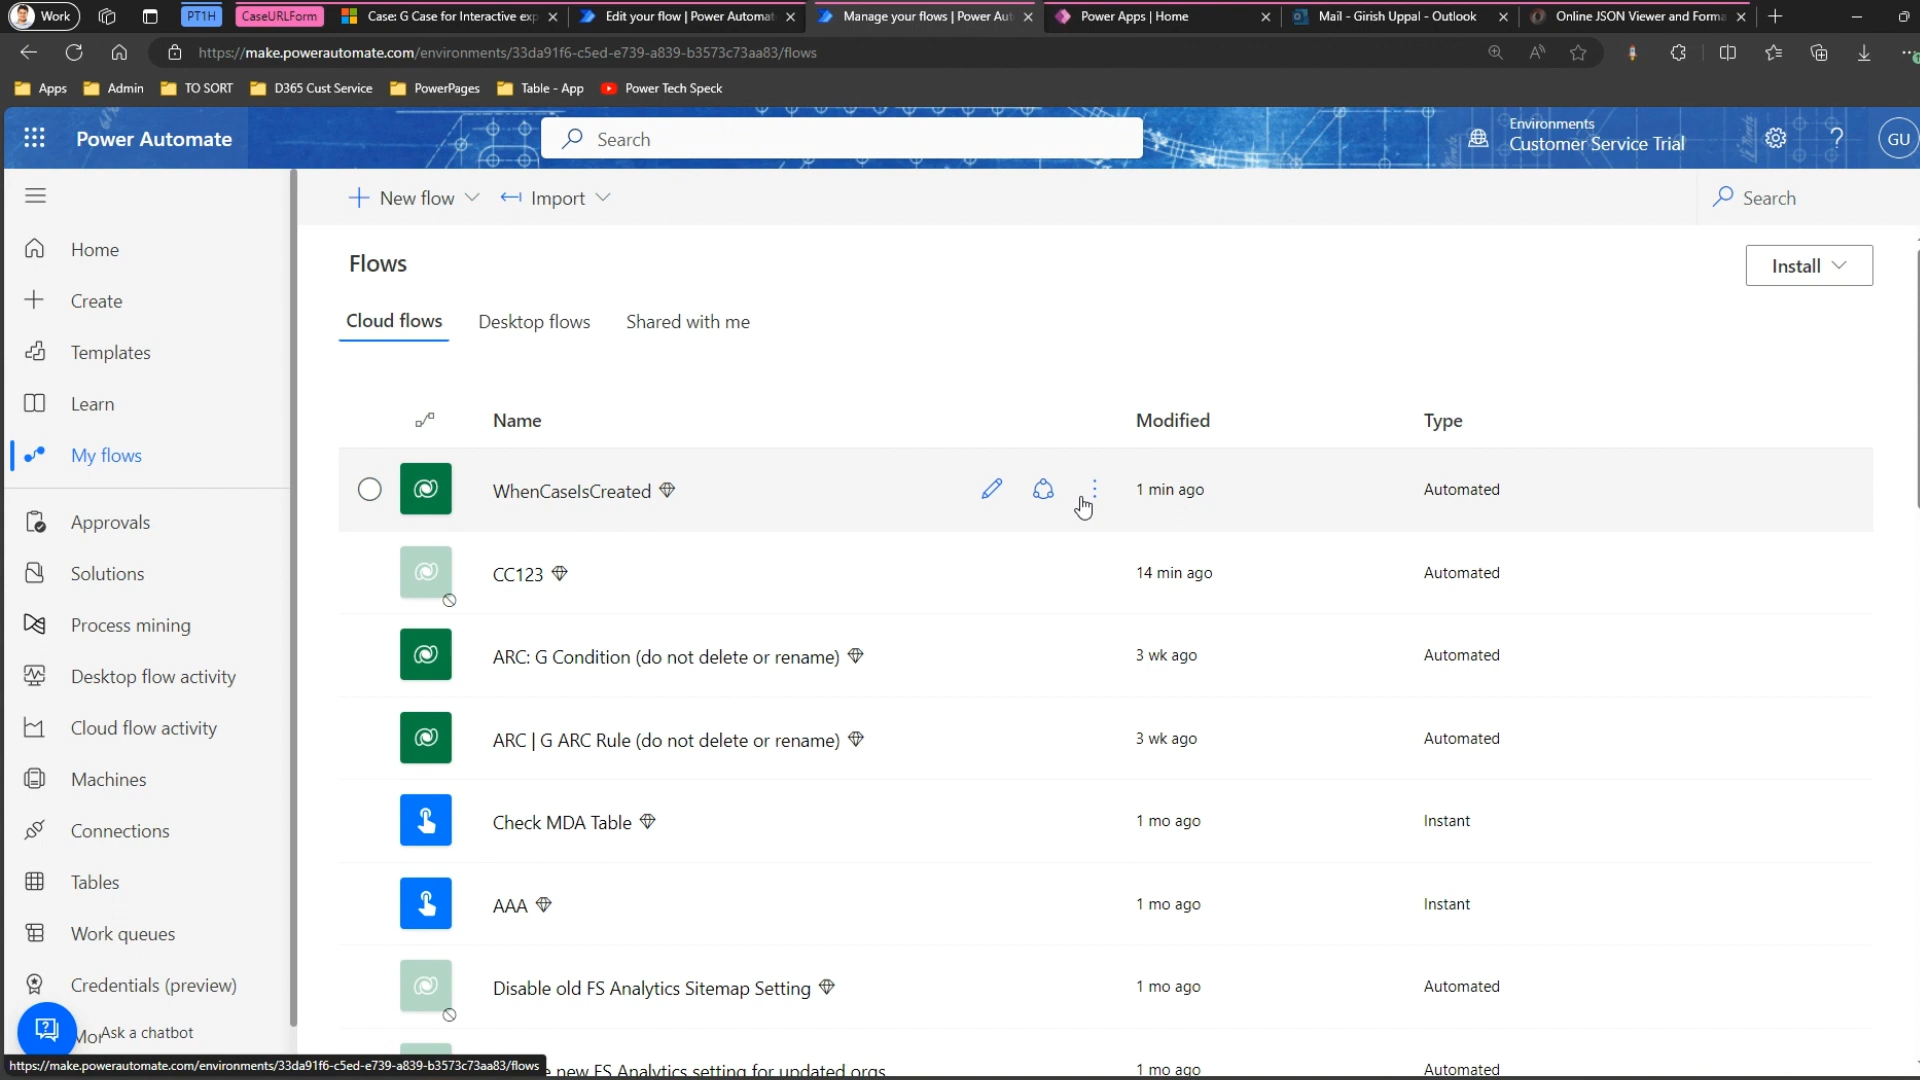 Work
PT1H
CaseURLForm
Case: G Case for Interactive exp
Edit your flow | Power Automat
Manage your flows | Power Aut
Power Apps | Home
Mail - Girish Uppal - Outlook
Online JSON Viewer and Forma
https://make.powerautomate.com/environments/33da91f6-c5ed-e739-a839-b3573c73aa83/flows
Apps
Admin
TO SORT
D365 Cust Service
PowerPages
Table - App
Power Tech Speck
Power Automate
Search
Environments
Customer Service Trial
GU
New flow
Import
Search
Home
Create
Templates
Learn
My flows
Approvals
Solutions
Process mining
Desktop flow activity
Cloud flow activity
Machines
Connections
Tables
Work queues
Credentials (preview)
Ask a chatbot
Flows
Install
Cloud flows
Desktop flows
Shared with me
Name
Modified
Type
WhenCaseIsCreated
1 min ago
Automated
CC123
14 min ago
Automated
ARC: G Condition (do not delete or rename)
3 wk ago
Automated
ARC | G ARC Rule (do not delete or rename)
3 wk ago
Automated
Check MDA Table
1 mo ago
Instant
AAA
1 mo ago
Instant
Disable old FS Analytics Sitemap Setting
1 mo ago
Automated
new FS Analytics setting for updated orgs
1 mo ago
Automated
https://make.powerautomate.com/environments/33da91f6-c5ed-e739-a839-b3573c73aa83/flows